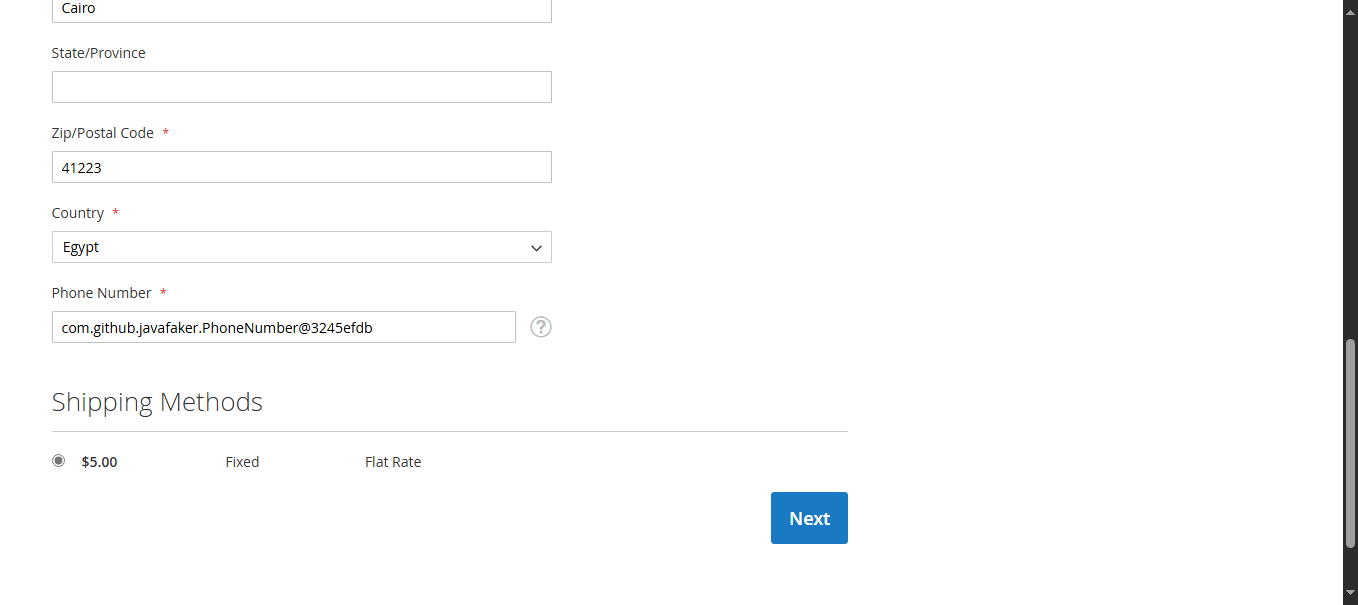 Cairo
State/Province
Zip/Postal Code *
41223
Country *
Egypt
Phone Number *
com.github.javafaker.PhoneNumber@3245efdb
?
Shipping Methods
$5.00 Fixed Flat Rate
Next